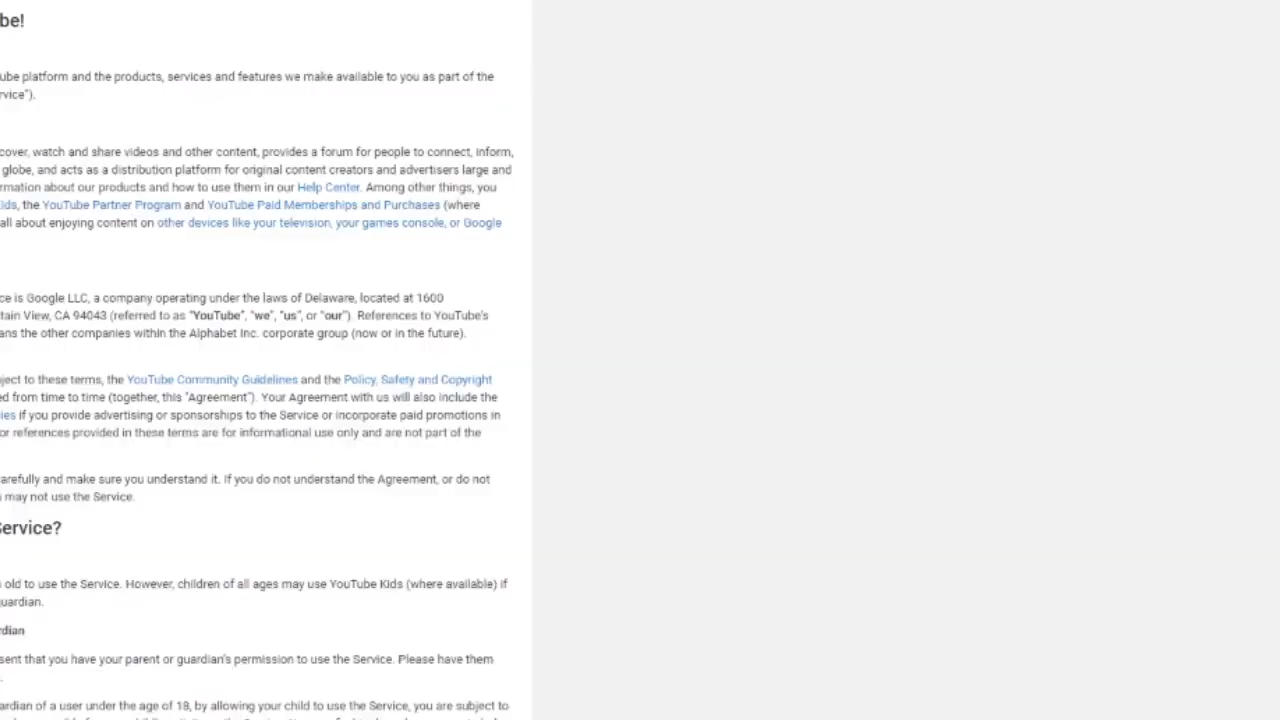 be!
ube platform and the products, services and features we make available to you as part of the
rvice").
cover, watch and share videos and other content, provides a forum for people to connect, inform,
globe, and acts as a distribution platform for original content creators and advertisers large and
rmation about our products and how to use them in our Help Center. Among other things, you
ids, the YouTube Partner Program and YouTube Paid Memberships and Purchases (where
all about enjoying content on other devices like your television, your games console, or Google
ce is Google LLC, a company operating under the laws of Delaware, located at 1600
tain View, CA 94043 (referred to as "YouTube", "we", "us", or "our"). References to YouTube's
ans the other companies within the Alphabet Inc. corporate group (now or in the future).
ject to these terms, the YouTube Community Guidelines and the Policy, Safety and Copyright
ed from time to time (together, this "Agreement"). Your Agreement with us will also include the
ies if you provide advertising or sponsorships to the Service or incorporate paid promotions in
or references provided in these terms are for informational use only and are not part of the
arefully and make sure you understand it. If you do not understand the Agreement, or do not
may not use the Service.
Service?
old to use the Service. However, children of all ages may use YouTube Kids (where available) if
guardian.
rdian
sent that you have your parent or guardian's permission to use the Service. Please have them
.
ardian of a user under the age of 18, by allowing your child to use the Service, you are subject to